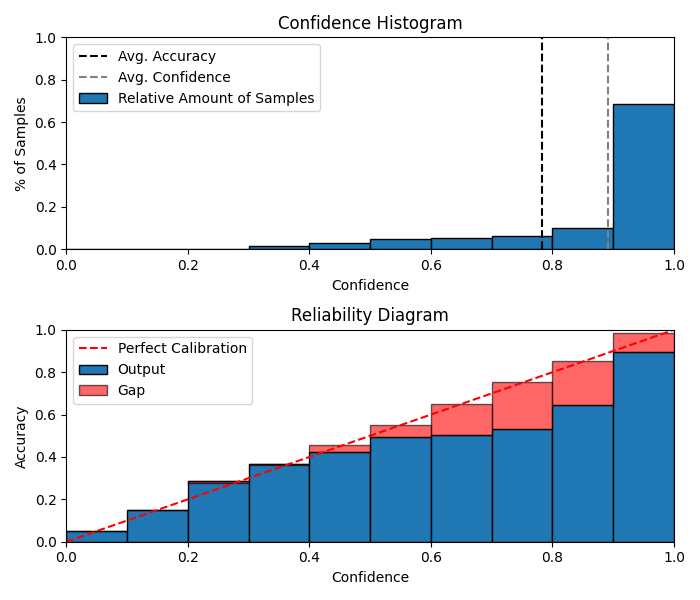 Confidence Histogram
1.0
0.8
0.6
0.4
0.2
0.0
% of Samples
Avg. Accuracy
Avg. Confidence
Relative Amount of Samples
0.0 0.2 0.4 0.6 0.8 1.0
Confidence
Reliability Diagram
1.0
0.8
0.6
0.4
0.2
0.0
Accuracy
Perfect Calibration
Output
Gap
0.0 0.2 0.4 0.6 0.8 1.0
Confidence